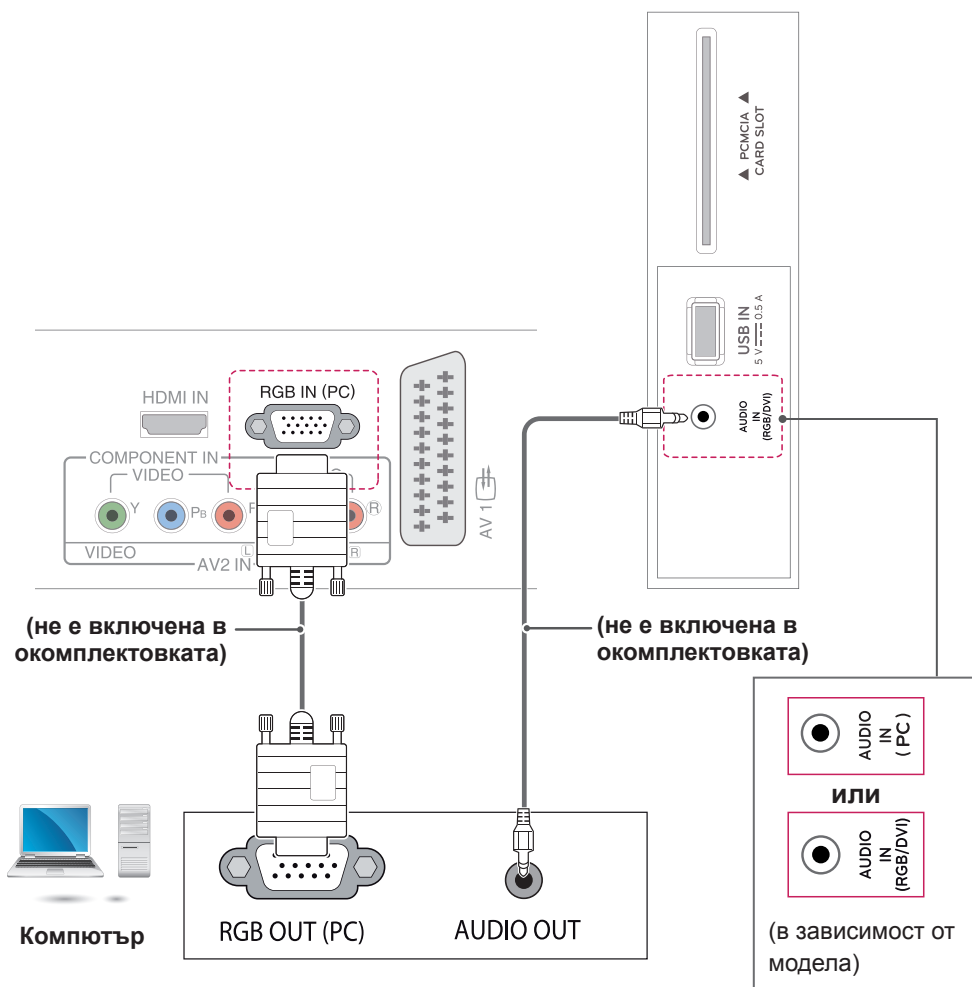 ▲ PCMCIA ▲
CARD SLOT
USB IN
5 V 0.5 A
AUDIO
IN
(RGB/DVI)
HDMI IN
RGB IN (PC)
COMPONENT IN
VIDEO
Y
PB
R
VIDEO
L
R
AV2 IN
AV 1
(не е включена в
окомплектовката)
(не е включена в
окомплектовката)
AUDIO
IN
( PC )
или
AUDIO
IN
(RGB/DVI)
(в зависимост от
модела)
Компютър
RGB OUT (PC)
AUDIO OUT